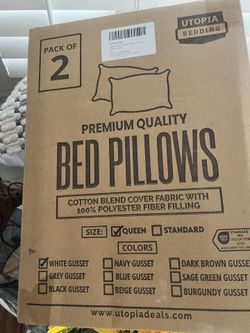 PACK OF
2
UTOPIA
BEDDING
PREMIUM QUALITY
BED PILLOWS
COTTON BLEND COVER FABRIC WITH
100% POLYESTER FIBER FILLING
SIZE: QUEEN STANDARD
COLORS
WHITE GUSSET NAVY GUSSET DARK BROWN GUSSET
GREY GUSSET BLUE GUSSET SAGE GREEN GUSSET
BLACK GUSSET BEIGE GUSSET BURGUNDY GUSSET
utopiadeals.com